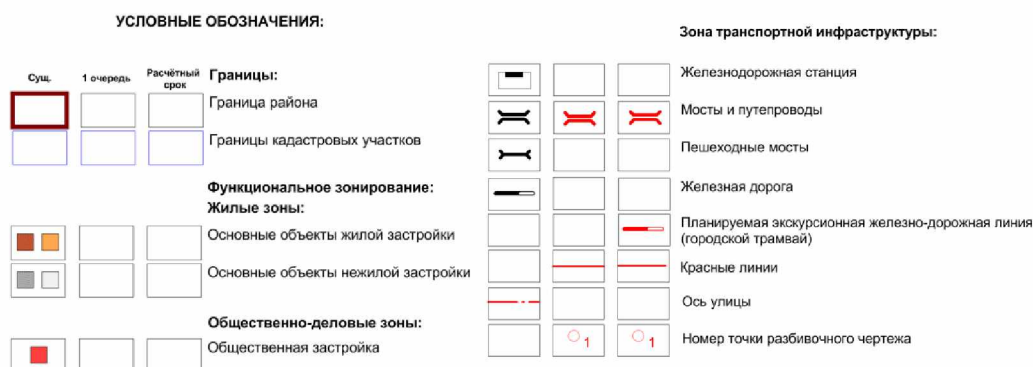 УСЛОВНЫЕ ОБОЗНАЧЕНИЯ:
Сущ.
1 очередь
Расчётный
срок
Границы:
Граница района
Границы кадастровых участков
Функциональное зонирование:
Жилые зоны:
Основные объекты жилой застройки
Основные объекты нежилой застройки
Общественно-деловые зоны:
Общественная застройка
Зона транспортной инфраструктуры:
Железнодорожная станция
Мосты и путепроводы
Пешеходные мосты
Железная дорога
Планируемая экскурсионная железно-дорожная линия
(городской трамвай)
Красные линии
Ось улицы
1
1
Номер точки разбивочного чертежа